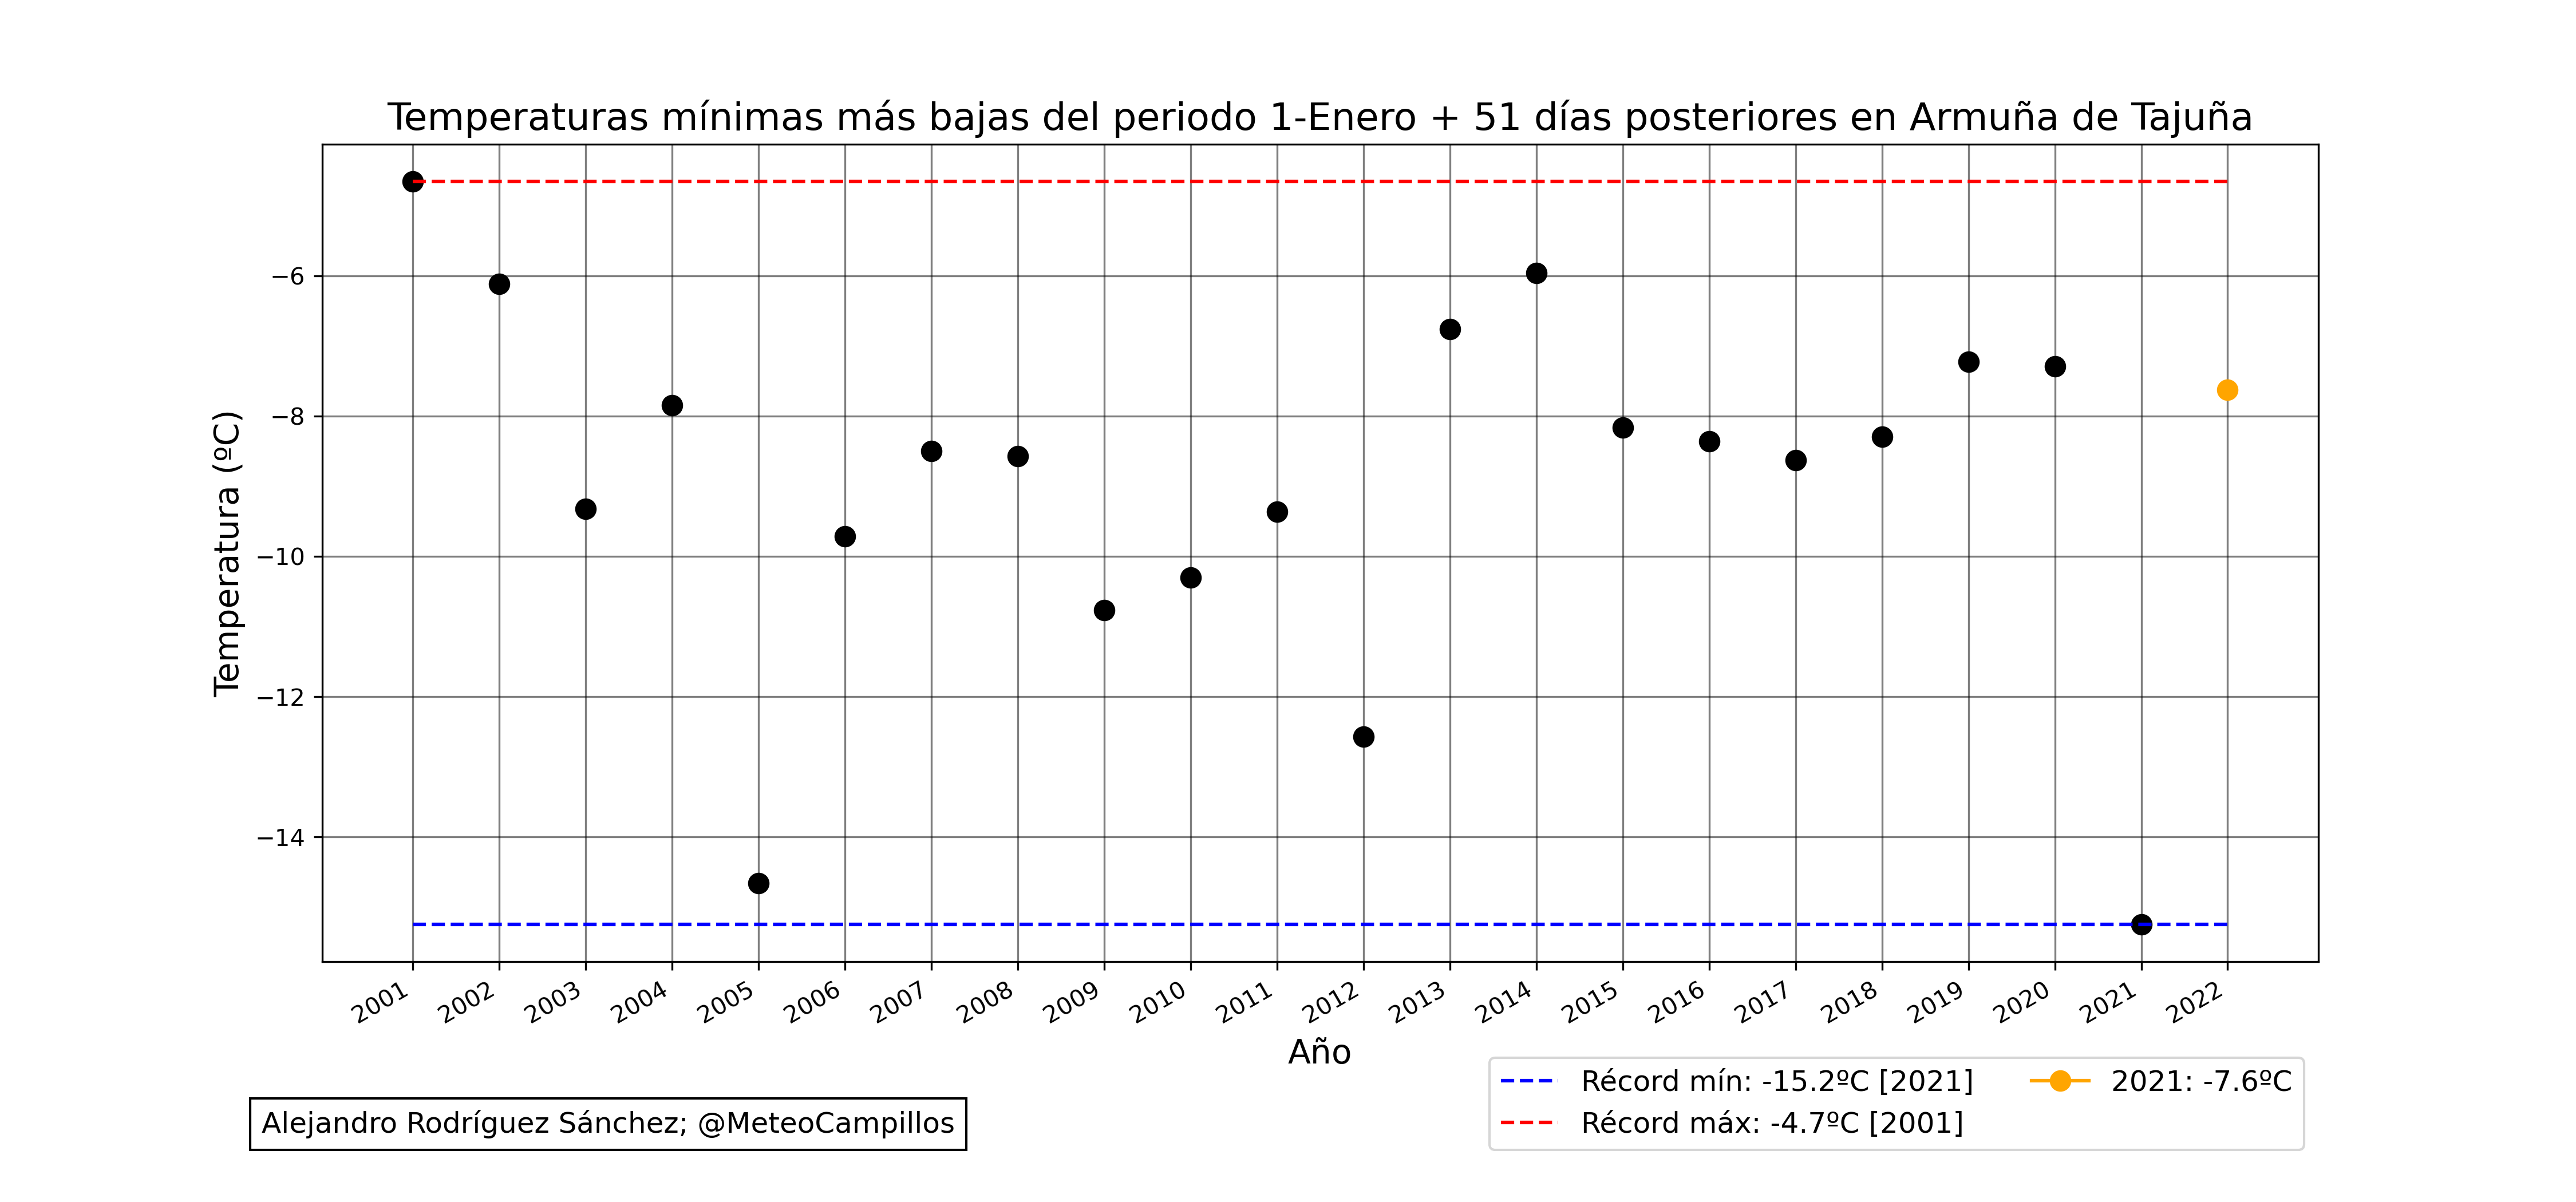 Temperaturas mínimas más bajas del periodo 1-Enero + 51 días posteriores en Armuña de Tajuña
Temperatura (ºC)
−6
−8
−10
−12
−14
2001 2002 2003 2004 2005 2006 2007 2008 2009 2010 2011 2012 2013 2014 2015 2016 2017 2018 2019 2020 2021 2022
Año
Récord mín: -15.2ºC [2021]
Récord máx: -4.7ºC [2001]
2021: -7.6ºC
Alejandro Rodríguez Sánchez; @MeteoCampillos